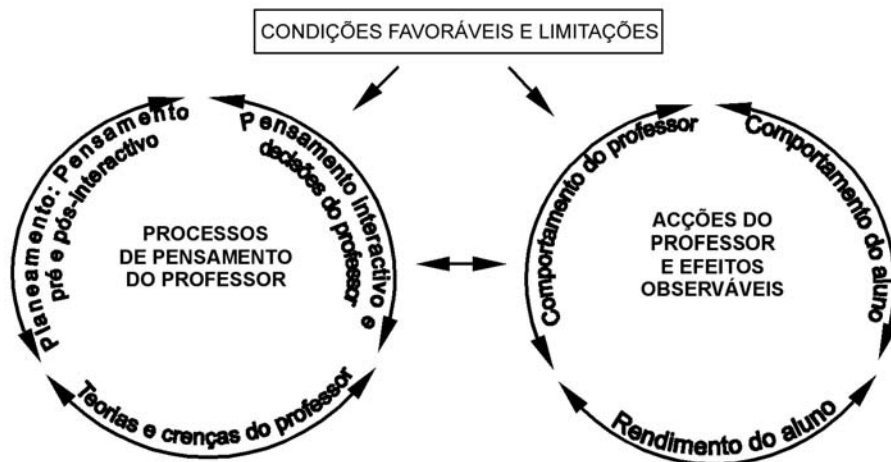 CONDIÇÕES FAVORÁVEIS E LIMITAÇÕES
Planeamento: Pensamento
pré e pós-interactivo
Pensamento interactivo e
decisões do professor
PROCESSOS
DE PENSAMENTO
DO PROFESSOR
Teorias e crenças do professor
Comportamento do professor
Comportamento do aluno
ACÇÕES DO
PROFESSOR
E EFEITOS
OBSERVÁVEIS
Rendimento do aluno